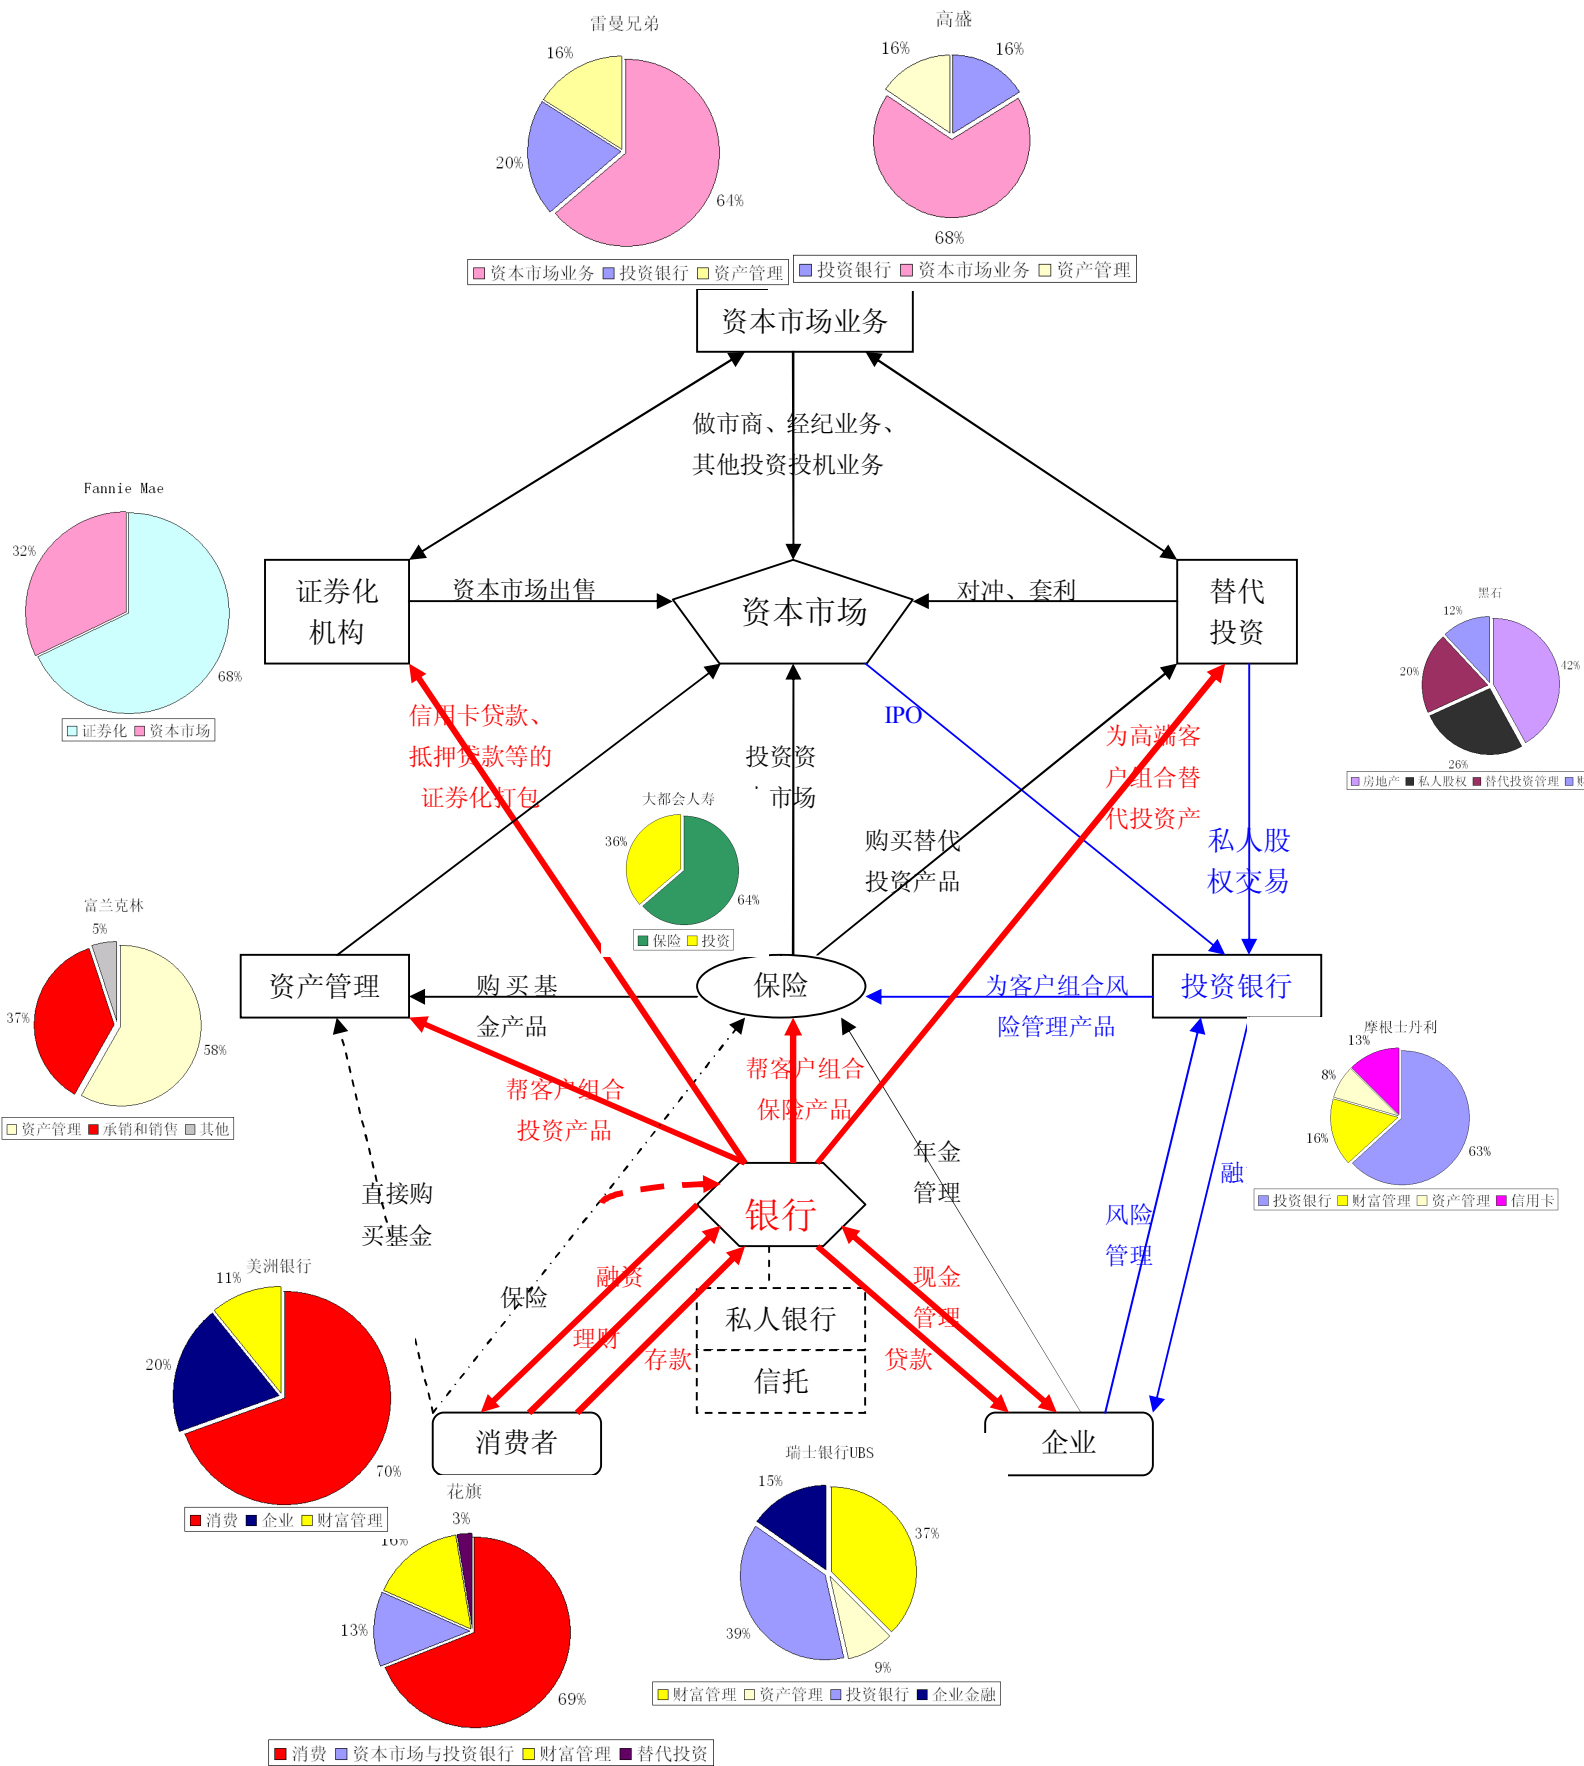 雷曼兄弟
16%
20%
64%
资本市场业务 投资银行 资产管理
高盛
16%
16%
68%
投资银行 资本市场业务 资产管理
资本市场业务
做市商、经纪业务、
其他投资投机业务
Fannie Mae
32%
68%
证券化 资本市场
证券化
机构
资本市场出售
资本市场
对冲、套利
替代
投资
黑石
12%
20%
42%
26%
房地产 私人股权 替代投资管理
信用卡贷款、
抵押贷款等的
证券化打包
投资资
市场
IPO
为高端客
户组合替
代投资产
大都会人寿
36%
64%
保险 投资
购买替代
投资产品
私人股
权交易
富兰克林
5%
37%
58%
资产管理 承销和销售 其他
资产管理
购买基
金产品
保险
为客户组合风
险管理产品
投资银行
摩根士丹利
13%
8%
16%
63%
投资银行 财富管理 资产管理 信用卡
帮客户组合
投资产品
帮客户组合
保险产品
年金
管理
直接购
买基金
银行
融
风险
管理
美洲银行
11%
20%
70%
消费 企业 财富管理
保险
融资
理财
存款
私人银行
信托
现金
管理
贷款
消费者
企业
花旗
3%
16%
13%
69%
消费 资本市场与投资银行 财富管理 替代投资
瑞士银行UBS
15%
37%
39%
9%
财富管理 资产管理 投资银行 企业金融